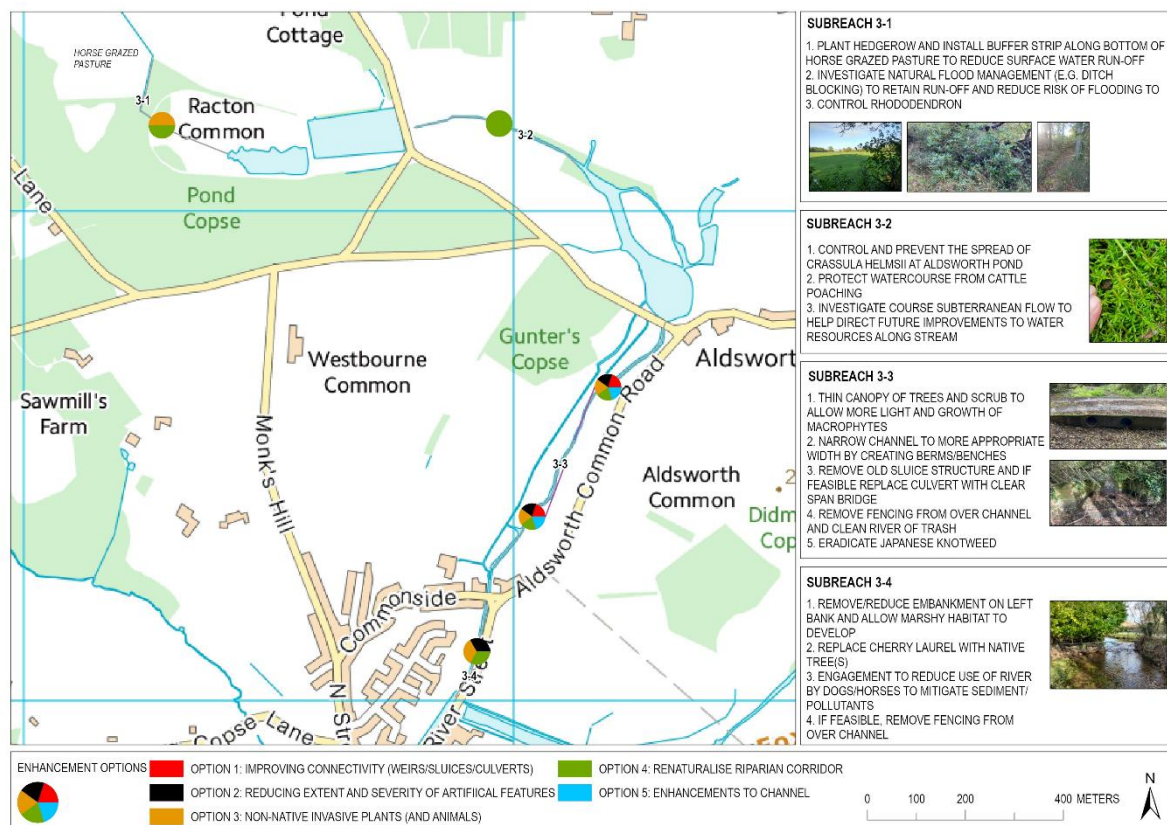 Pond
Cottage
HORSE GRAZED
PASTURE
3-1
Racton
Common
3-2
Lane
Pond
Copse
Gunter's
Copse
Westbourne
Common
Aldswort
Sawmill's
Farm
Monk's Hill
3-3
Aldsworth Common Road
Aldsworth
Common
2
Didm
Cop
Commonside
3-4
N Stre
River Street
Copse Lane
SUBREACH 3-1
1. PLANT HEDGEROW AND INSTALL BUFFER STRIP ALONG BOTTOM OF
HORSE GRAZED PASTURE TO REDUCE SURFACE WATER RUN-OFF
2. INVESTIGATE NATURAL FLOOD MANAGEMENT (E.G. DITCH
BLOCKING) TO RETAIN RUN-OFF AND REDUCE RISK OF FLOODING TO
3. CONTROL RHODODENDRON
SUBREACH 3-2
1. CONTROL AND PREVENT THE SPREAD OF
CRASSULA HELMSII AT ALDSWORTH POND
2. PROTECT WATERCOURSE FROM CATTLE
POACHING
3. INVESTIGATE COURSE SUBTERRANEAN FLOW TO
HELP DIRECT FUTURE IMPROVEMENTS TO WATER
RESOURCES ALONG STREAM
SUBREACH 3-3
1. THIN CANOPY OF TREES AND SCRUB TO
ALLOW MORE LIGHT AND GROWTH OF
MACROPHYTES
2. NARROW CHANNEL TO MORE APPROPRIATE
WIDTH BY CREATING BERMS/BENCHES
3. REMOVE OLD SLUICE STRUCTURE AND IF
FEASIBLE REPLACE CULVERT WITH CLEAR
SPAN BRIDGE
4. REMOVE FENCING FROM OVER CHANNEL
AND CLEAN RIVER OF TRASH
5. ERADICATE JAPANESE KNOTWEED
SUBREACH 3-4
1. REMOVE/REDUCE EMBANKMENT ON LEFT
BANK AND ALLOW MARSHY HABITAT TO
DEVELOP
2. REPLACE CHERRY LAUREL WITH NATIVE
TREE(S)
3. ENGAGEMENT TO REDUCE USE OF RIVER
BY DOGS/HORSES TO MITIGATE SEDIMENT/
POLLUTANTS
4. IF FEASIBLE, REMOVE FENCING FROM
OVER CHANNEL
ENHANCEMENT OPTIONS
OPTION 1: IMPROVING CONNECTIVITY (WEIRS/SLUICES/CULVERTS)
OPTION 2: REDUCING EXTENT AND SEVERITY OF ARTIFIICAL FEATURES
OPTION 3: NON-NATIVE INVASIVE PLANTS (AND ANIMALS)
OPTION 4: RENATURALISE RIPARIAN CORRIDOR
OPTION 5: ENHANCEMENTS TO CHANNEL
0 100 200 400 METERS
N